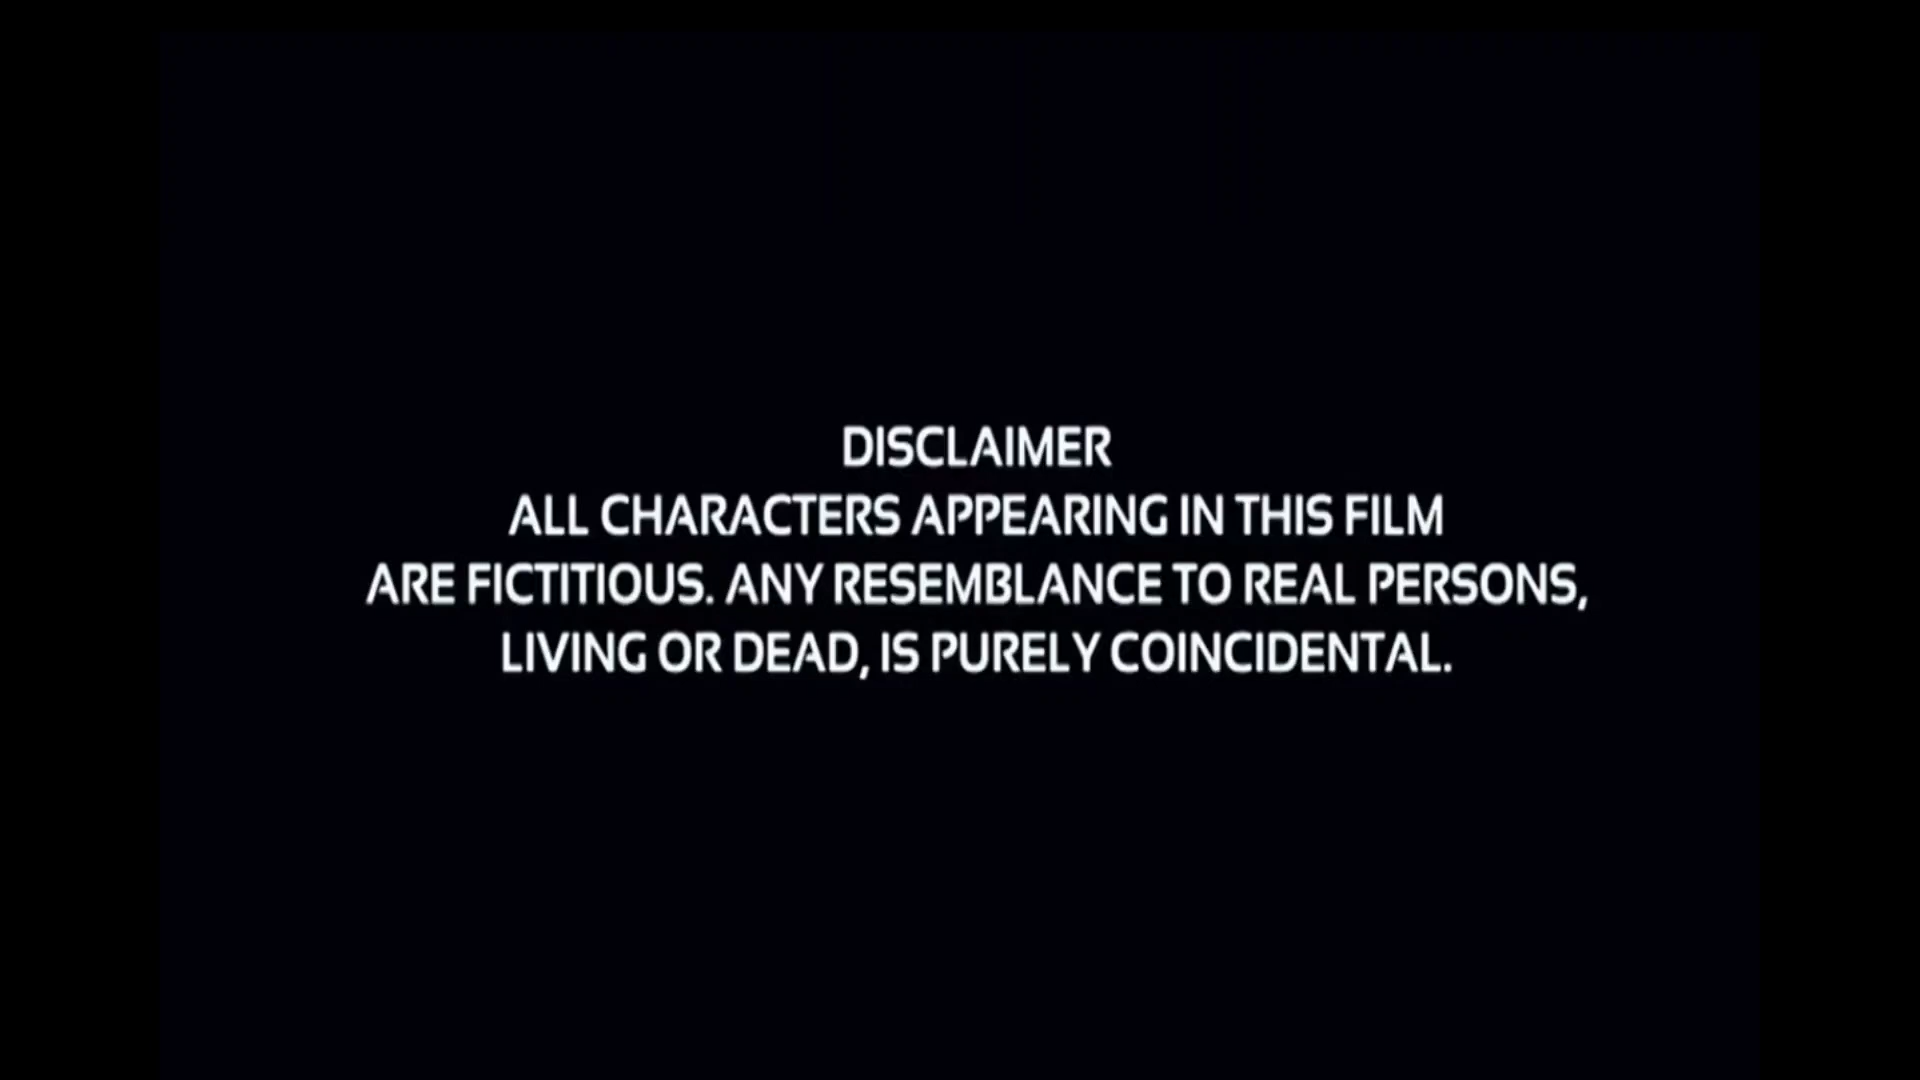 DISCLAIMER
ALL CHARACTERS APPEARING IN THIS FILM
ARE FICTITIOUS. ANY RESEMBLANCE TO REAL PERSONS,
LIVING OR DEAD, IS PURELY COINCIDENTAL.